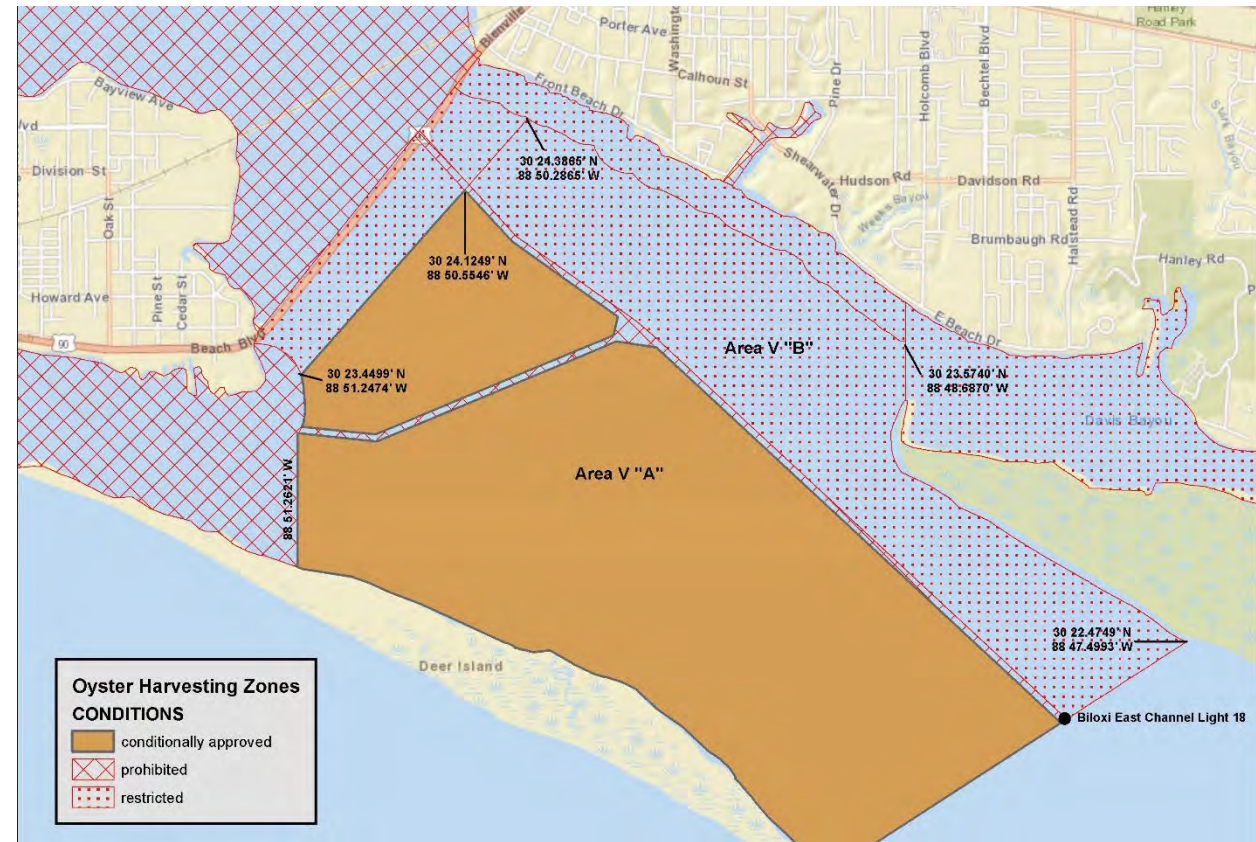 Hanley
Road Park
Porter Ave
Washington
Bienville
Calhoun St
Pine Dr
Holcomb Blvd
Bechtel Blvd
Front Beach Dr
Bayview Ave
30 24.3865' N
88 50.2865' W
Shearwater Dr
Division St
Oak St
Hudson Rd
Davidson Rd
Halstead Rd
Weeks Bayou
Brumbaugh Rd
Hanley Rd
30 24.1249' N
88 50.5546' W
Howard Ave
Pine St
Cedar St
90
Beach Blvd
E Beach Dr
Area V "B"
30 23.4499' N
88 51.2474' W
30 23.5740' N
88 48.6870' W
Davis Bayou
Area V "A"
88 51.2621' W
30 22.4749' N
88 47.4993' W
Deer Island
Biloxi East Channel Light 18
Oyster Harvesting Zones
CONDITIONS
conditionally approved
prohibited
restricted